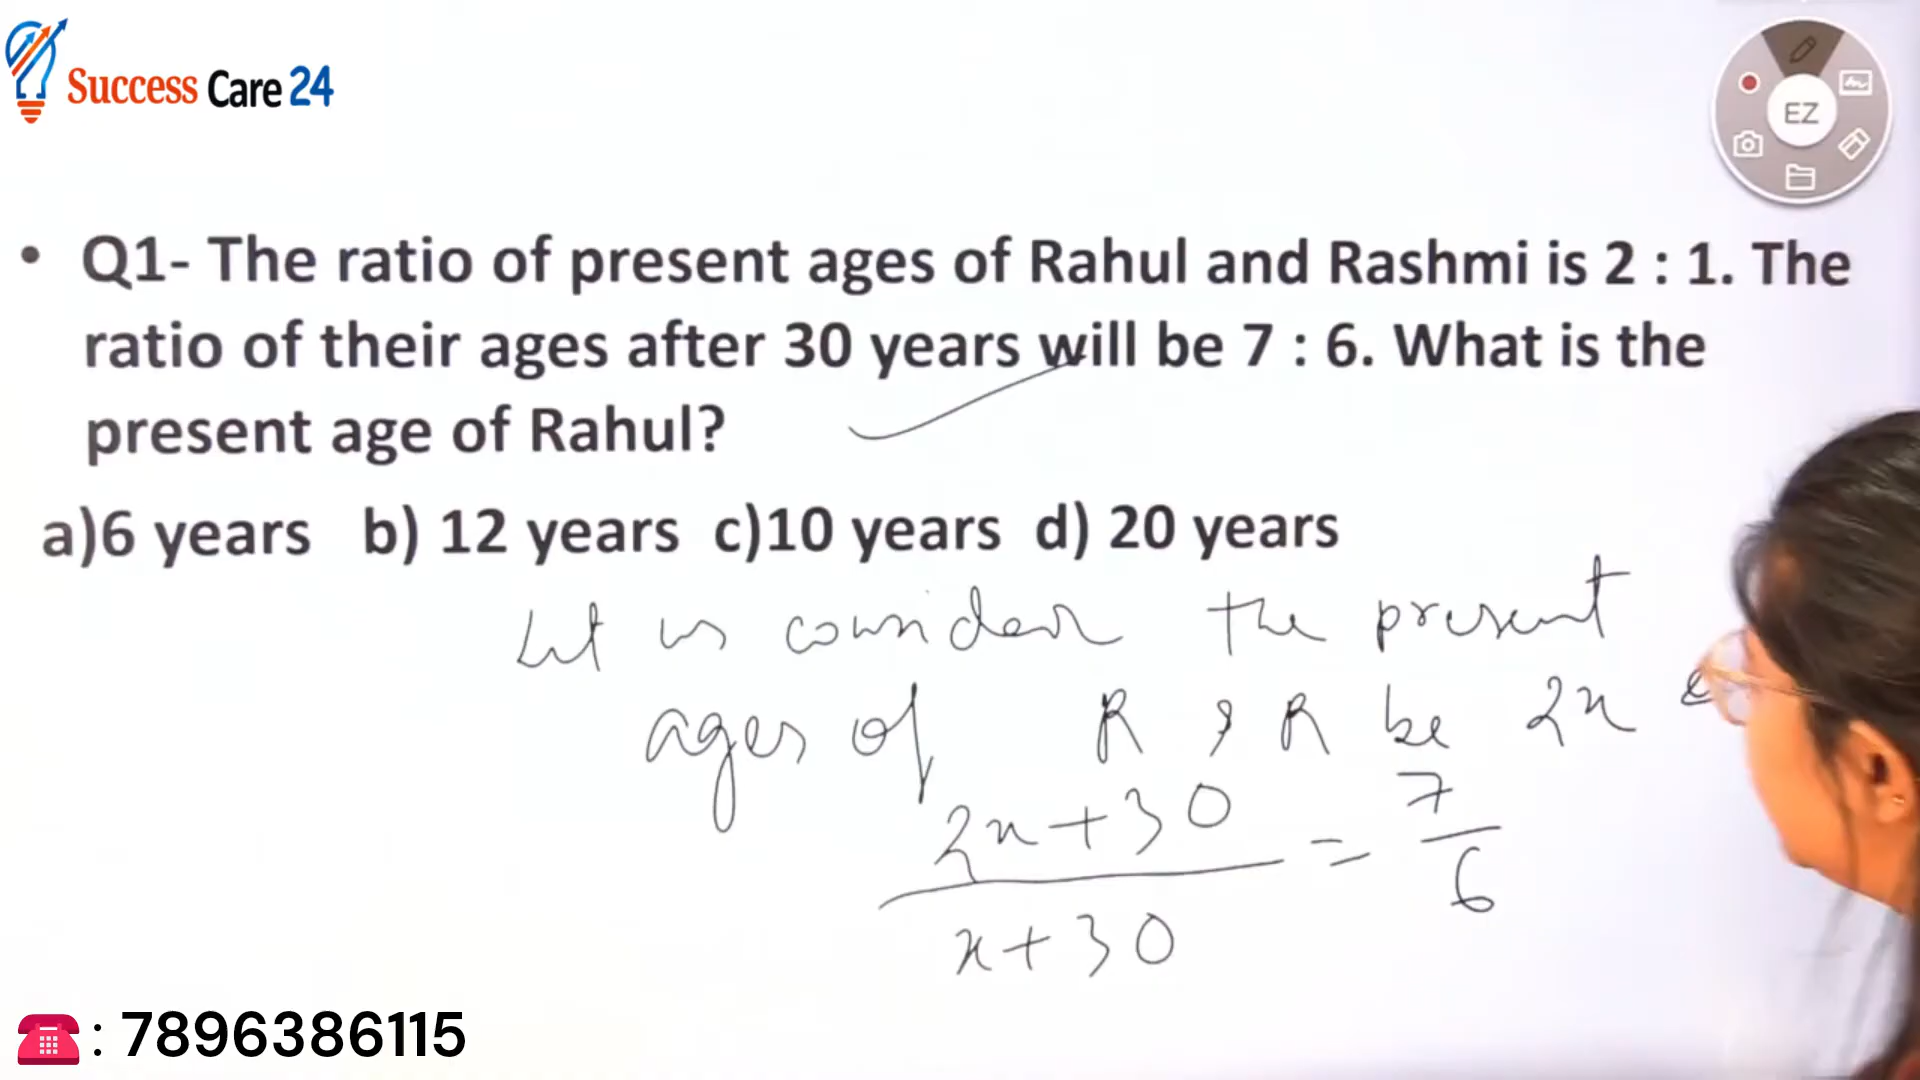 Success Care 24
EZ
• Q1- The ratio of present ages of Rahul and Rashmi is 2 : 1. The
ratio of their ages after 30 years will be 7 : 6. What is the
present age of Rahul?
a)6 years b) 12 years c)10 years d) 20 years
Let us consider the present
ages of R & R be 2x
2x+30 / x+30 = 7/6
: 7896386115